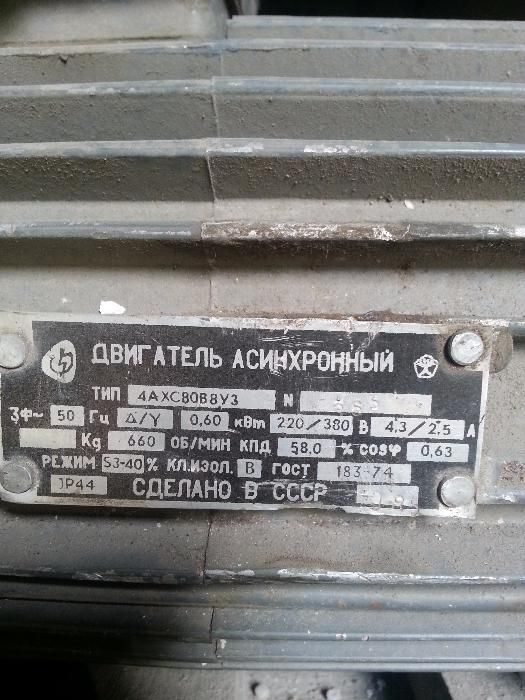 ДВИГАТЕЛЬ АСИНХРОННЫЙ
ТИП 4АХС80В8У3 N
3Ф~ 50 Гц Δ/Y 0,60 кВт 220/380 В 4,3/2,5 А
Kg 660 ОБ/МИН КПД 58,0 % COSφ 0,63
РЕЖИМ S3-40 % КЛ.ИЗОЛ. В ГОСТ 183-74
JP44 СДЕЛАНО В СССР